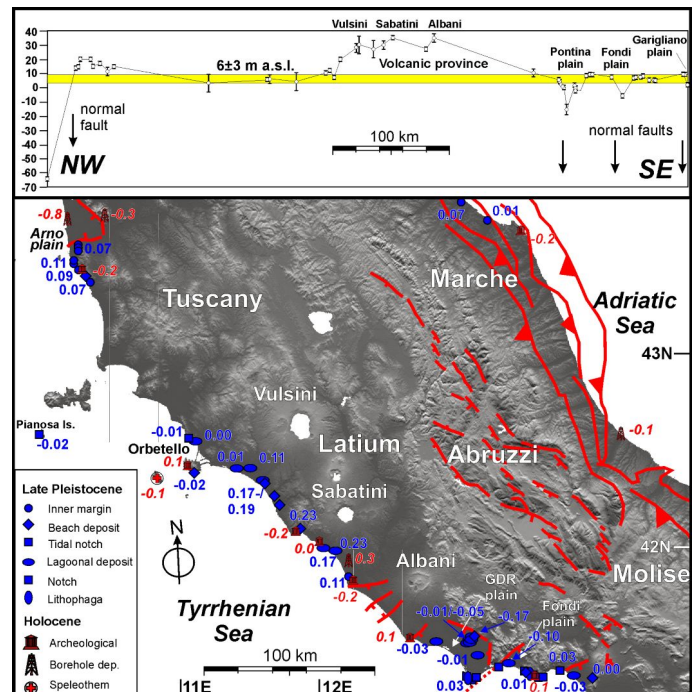 40
30
20
10
0
-10
-20
-30
-40
-50
-60
-70
Vulsini
Sabatini
Albani
Garigliano
plain
Pontina
plain
Fondi
plain
6±3 m a.s.l.
Volcanic province
normal
fault
100 km
normal faults
NW
SE
-0.8
-0.3
Arno
plain
0.07
0.11
0.09
-0.2
0.07
0.07
0.01
-0.2
Marche
Tuscany
Adriatic
Sea
43N
Vulsini
Pianosa Is.
-0.02
-0.01
0.00
Orbetello
0.1
-0.1
-0.02
0.01
0.11
Latium
Abruzzi
-0.1
0.17-/
0.19
Sabatini
0.23
-0.2
0.0
0.23
0.17
0.3
0.11
-0.2
Albani
42N
Molise
Late Pleistocene
Inner margin
Beach deposit
Tidal notch
Lagoonal deposit
Notch
Lithophaga
Holocene
Archeological
Borehole dep.
Speleothem
N
Tyrrhenian
Sea
GDR
plain
-0.01/-0.05
-0.17
Fondi
plain
-0.10
0.1
-0.03
-0.01
0.03
0.01
0.1
0.03
-0.03
0.00
100 km
11E
12E